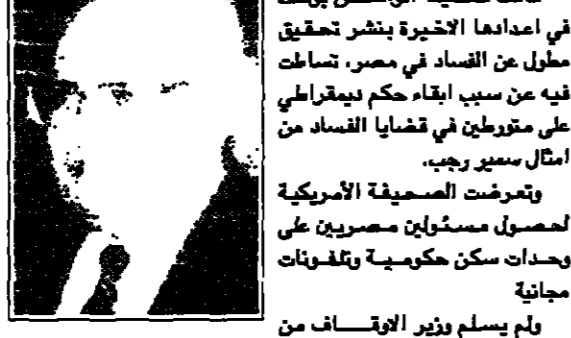 في اعدادها الاخيرة بنشر تحقيق
مطول عن الفساد في مصر، تساءلت
فيه عن سبب ابقاء حكم ديمقراطي
على متورطين في قضايا الفساد من
امثال سمير رجب.
وتعرضت الصحيفة الأمريكية
لحصول مسئولين مصريين على
وحدات سكن حكومية وتلفونات
مجانية
ولم يسلم وزير الاوقاف من